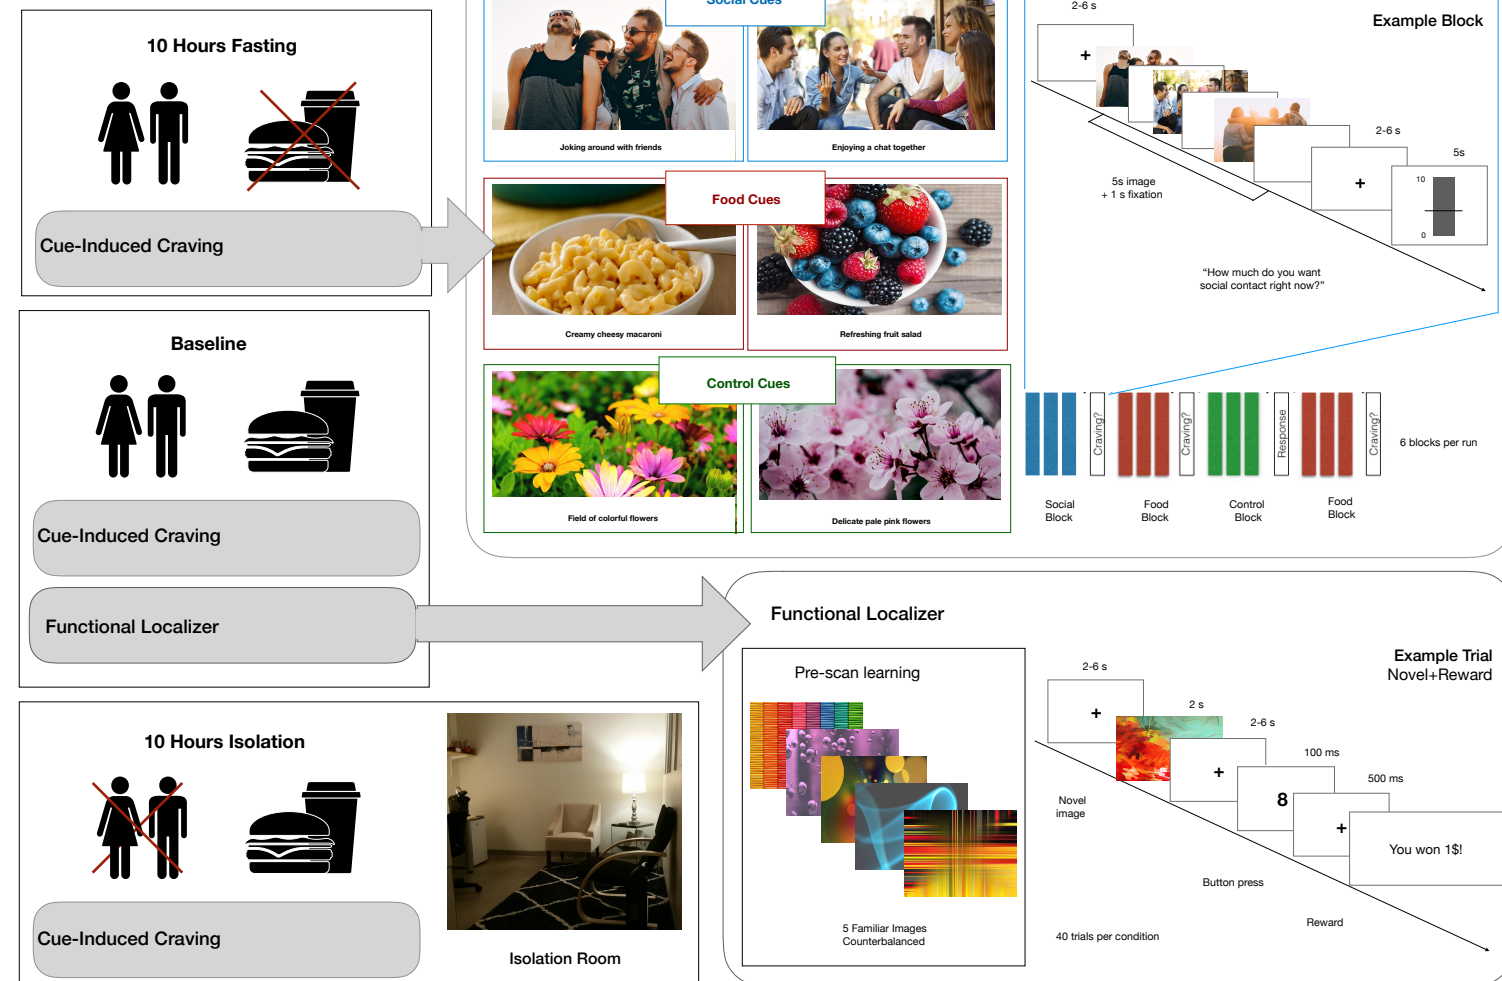 10 Hours Fasting
Cue-Induced Craving
Baseline
Cue-Induced Craving
Functional Localizer
10 Hours Isolation
Cue-Induced Craving
Isolation Room
Social Cues
Joking around with friends
Enjoying a chat together
Food Cues
Creamy cheesy macaroni
Refreshing fruit salad
Control Cues
Field of colorful flowers
Delicate pale pink flowers
2-6 s
Example Block
+
2-6 s
5s
+
10
0
5s image
+ 1 s fixation
“How much do you want
social contact right now?”
Craving?
Craving?
Response
Craving?
6 blocks per run
Social
Block
Food
Block
Control
Block
Food
Block
Functional Localizer
Pre-scan learning
5 Familiar Images
Counterbalanced
Example Trial
Novel+Reward
2-6 s
+
2 s
2-6 s
+
100 ms
8
500 ms
+
You won 1$!
Novel
image
Button press
Reward
40 trials per condition